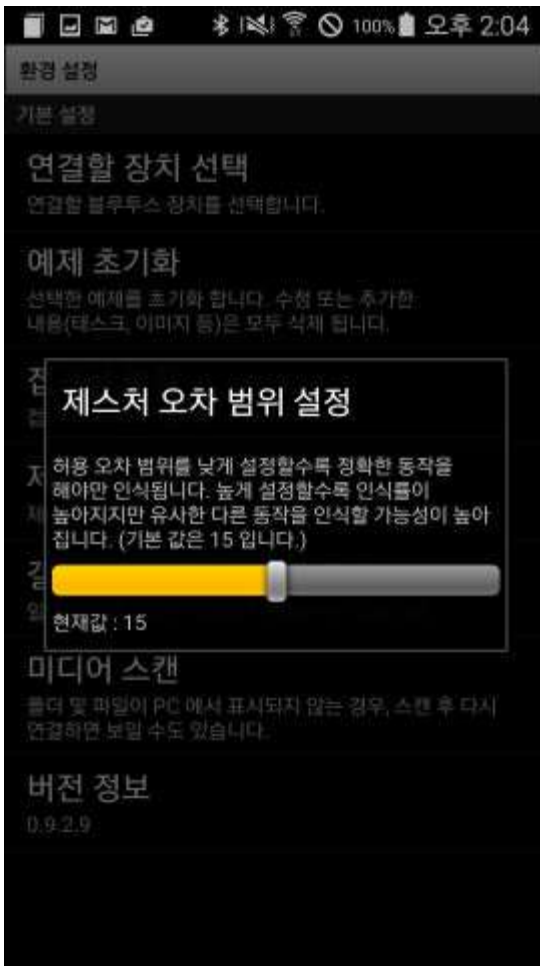 100% 오후 2:04
환경 설정
기본 설정
연결할 장치 선택
연결할 블루투스 장치를 선택합니다.
예제 초기화
선택한 예제를 초기화 합니다. 수정 또는 추가한
내용(태스크, 이미지 등)은 모두 삭제 됩니다.
제스처 오차 범위 설정
허용 오차 범위를 낮게 설정할수록 정확한 동작을
해야만 인식됩니다. 높게 설정할수록 인식률이
높아지지만 유사한 다른 동작을 인식할 가능성이 높아
집니다. (기본 값은 15 입니다.)
현재값 : 15
미디어 스캔
폴더 및 파일이 PC 에서 표시되지 않는 경우, 스캔 후 다시
연결하면 보일 수도 있습니다.
버전 정보
0.9.2.9